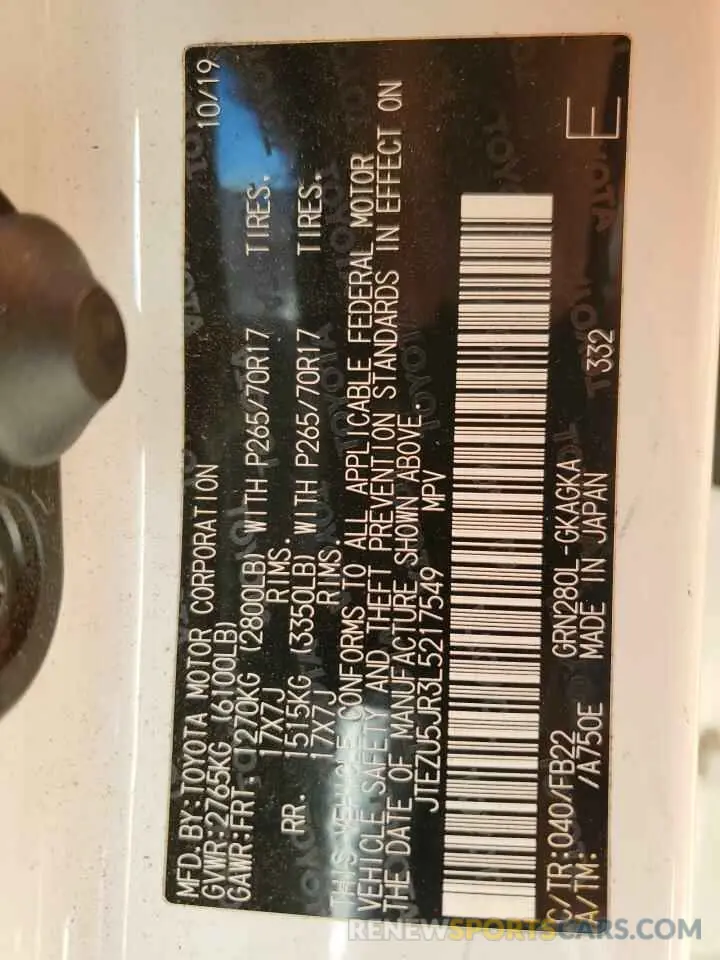 MFD.BY:TOYOTA MOTOR CORPORATION 10/19
GVWR:2765KG (6100LB)
GAWR:FRT. 1270KG (2800LB) WITH P265/70R17 TIRES.
17X7J RIMS.
RR. 1515KG (3350LB) WITH P265/70R17 TIRES.
17X7J RIMS.
THIS VEHICLE CONFORMS TO ALL APPLICABLE FEDERAL MOTOR
VEHICLE SAFETY AND THEFT PREVENTION STANDARDS IN EFFECT ON
THE DATE OF MANUFACTURE SHOWN ABOVE.
JTEZU5JR3L5217549 MPV
C/TR:040/FB22 GRN280L-GKAGKA 332 E
A/TM: /A750E MADE IN JAPAN
RENEWSPORTSCARS.COM